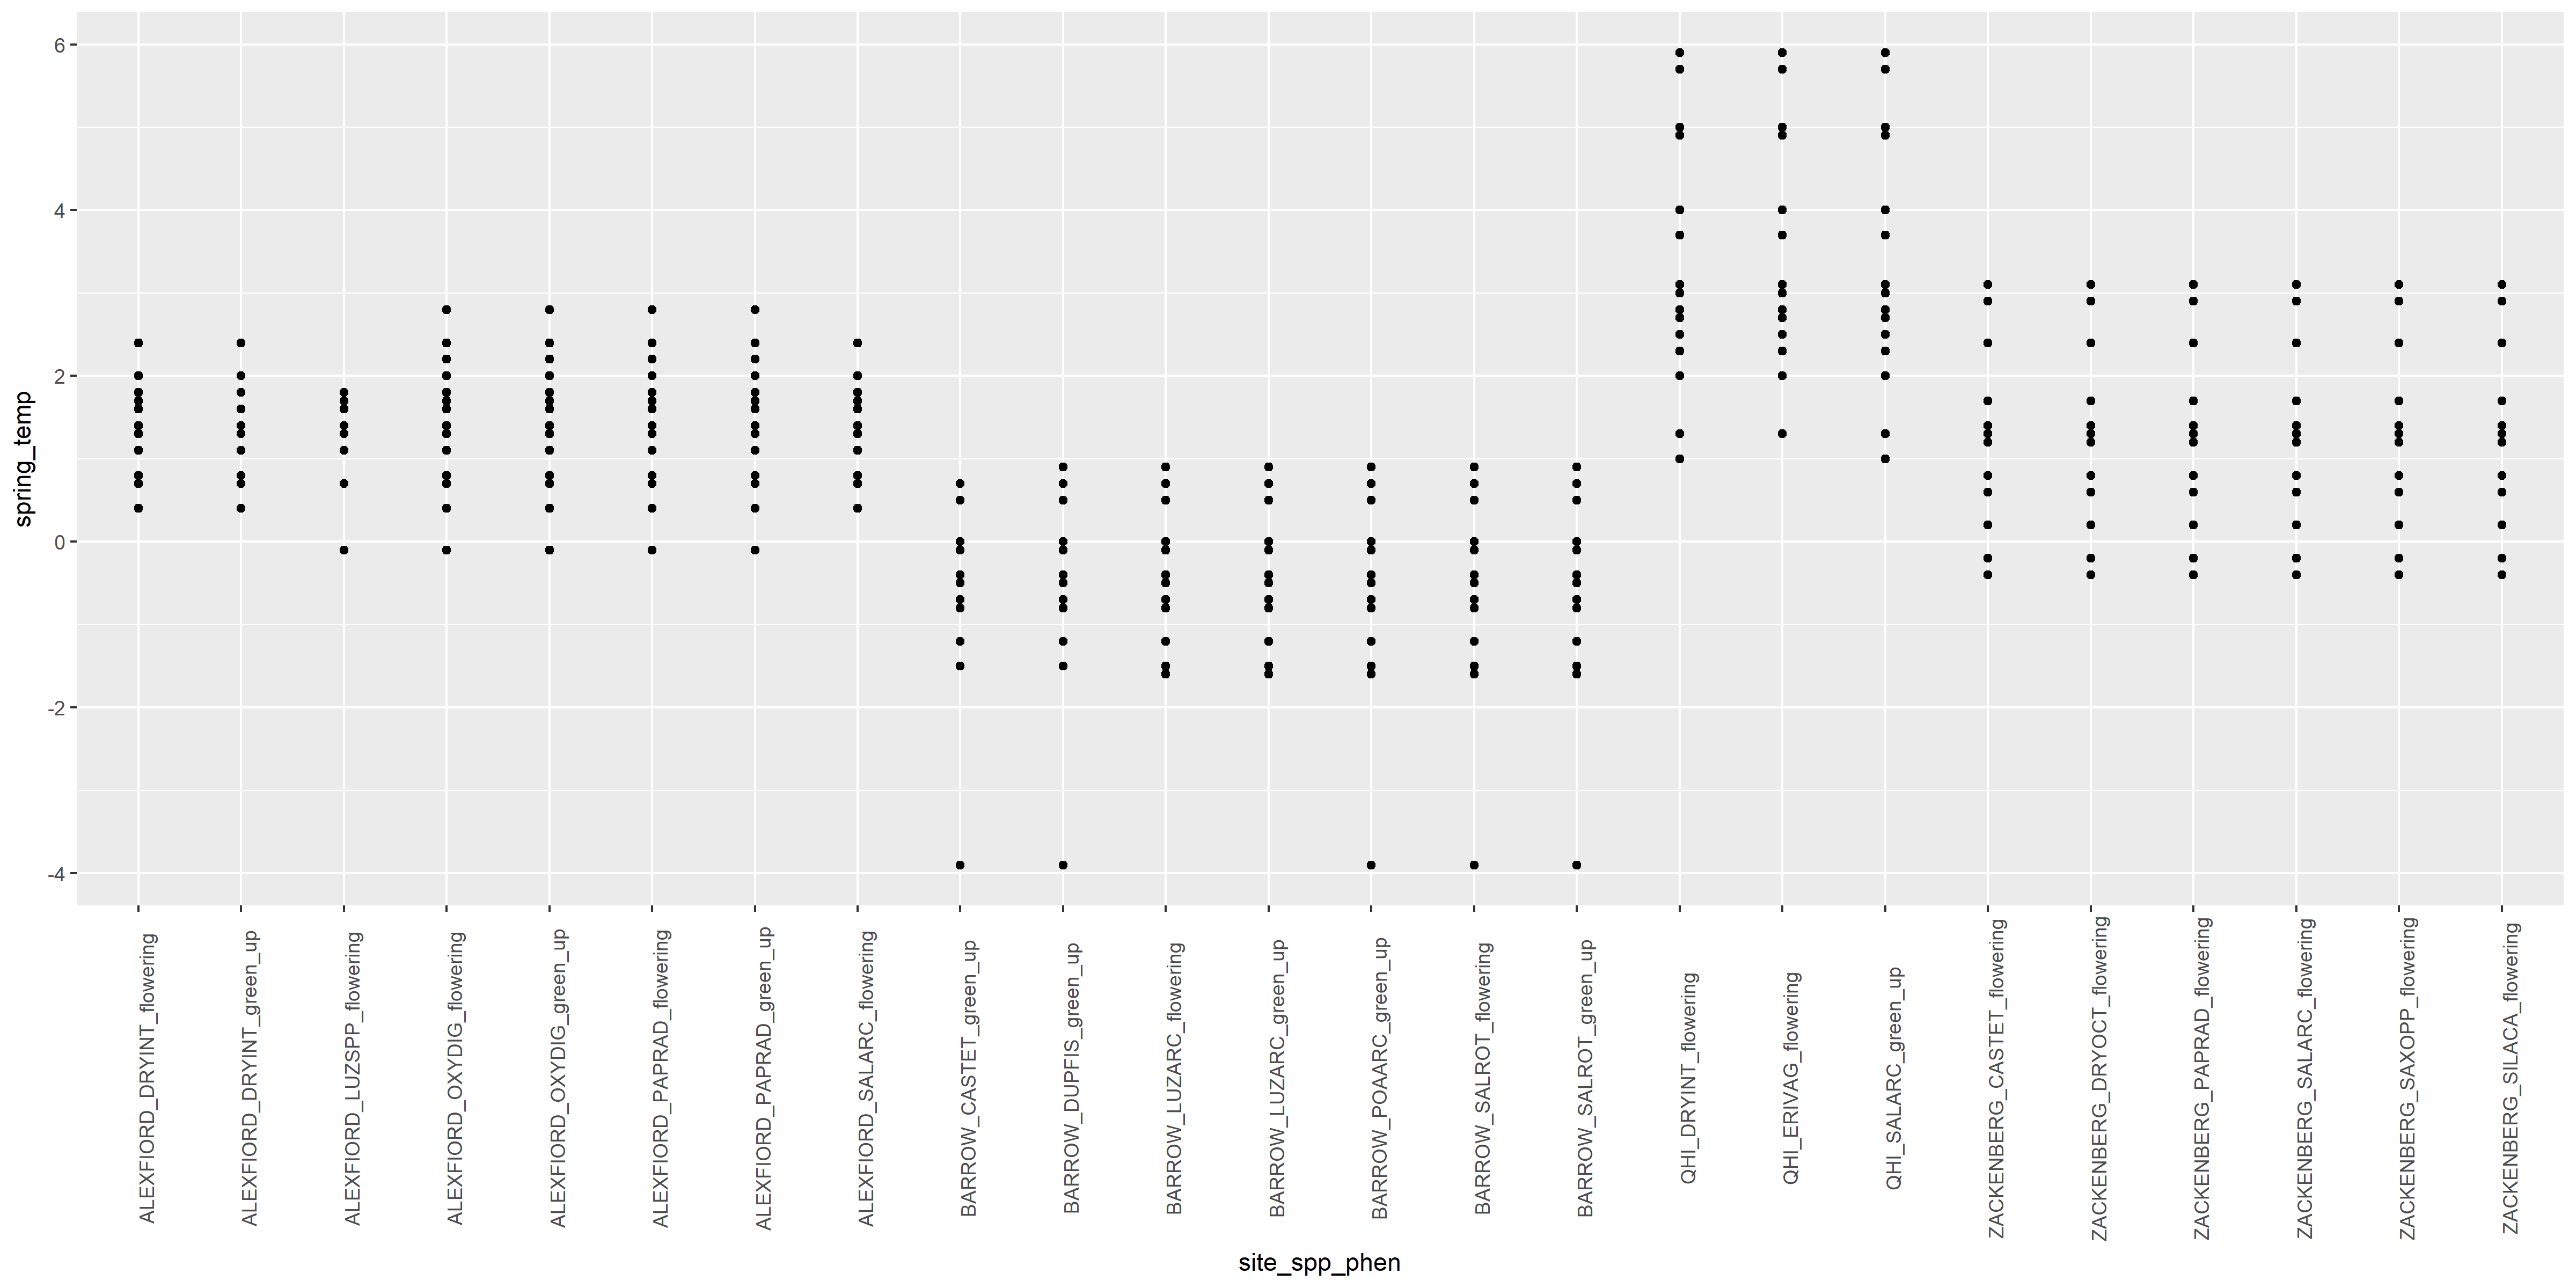 6
4
2
0
-2
-4
spring_temp
ALEXFIORD_DRYINT_flowering
ALEXFIORD_DRYINT_green_up
ALEXFIORD_LUZSPP_flowering
ALEXFIORD_OXYDIG_flowering
ALEXFIORD_OXYDIG_green_up
ALEXFIORD_PAPRAD_flowering
ALEXFIORD_PAPRAD_green_up
ALEXFIORD_SALARC_flowering
BARROW_CASTET_green_up
BARROW_DUPFIS_green_up
BARROW_LUZARC_flowering
BARROW_LUZARC_green_up
BARROW_POAARC_green_up
BARROW_SALROT_flowering
BARROW_SALROT_green_up
QHI_DRYINT_flowering
QHI_ERIVAG_flowering
QHI_SALARC_green_up
ZACKENBERG_CASTET_flowering
ZACKENBERG_DRYOCT_flowering
ZACKENBERG_PAPRAD_flowering
ZACKENBERG_SALARC_flowering
ZACKENBERG_SAXOPP_flowering
ZACKENBERG_SILACA_flowering
site_spp_phen